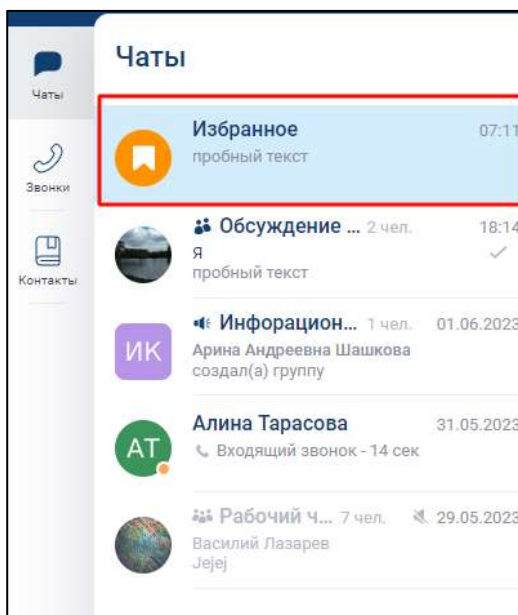 Чаты
Чаты
Звонки
Контакты
Избранное 07:11
пробный текст
Обсуждение ... 2 чел. 18:14
Я
пробный текст
ИК
Инфорацион... 1 чел. 01.06.2023
Арина Андреевна Шашкова
создал(а) группу
АТ
Алина Тарасова 31.05.2023
Входящий звонок - 14 сек
Рабочий ч... 7 чел. 29.05.2023
Василий Лазарев
Jejej